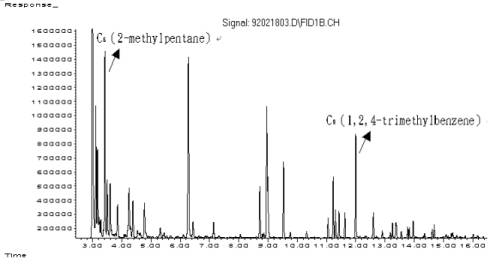 Response_
Signal: 92021803.D\FID1B.CH
1600000
C₆ (2-methylpentane) ↵
1500000
1400000
1300000
1200000
1100000
1000000
C₉ (1,2,4-trimethylbenzene)
900000
800000
700000
600000
500000
400000
300000
200000
3.00 4.00 5.00 6.00 7.00 8.00 9.00 10.00 11.00 12.00 13.00 14.00 15.00 16.00
Time